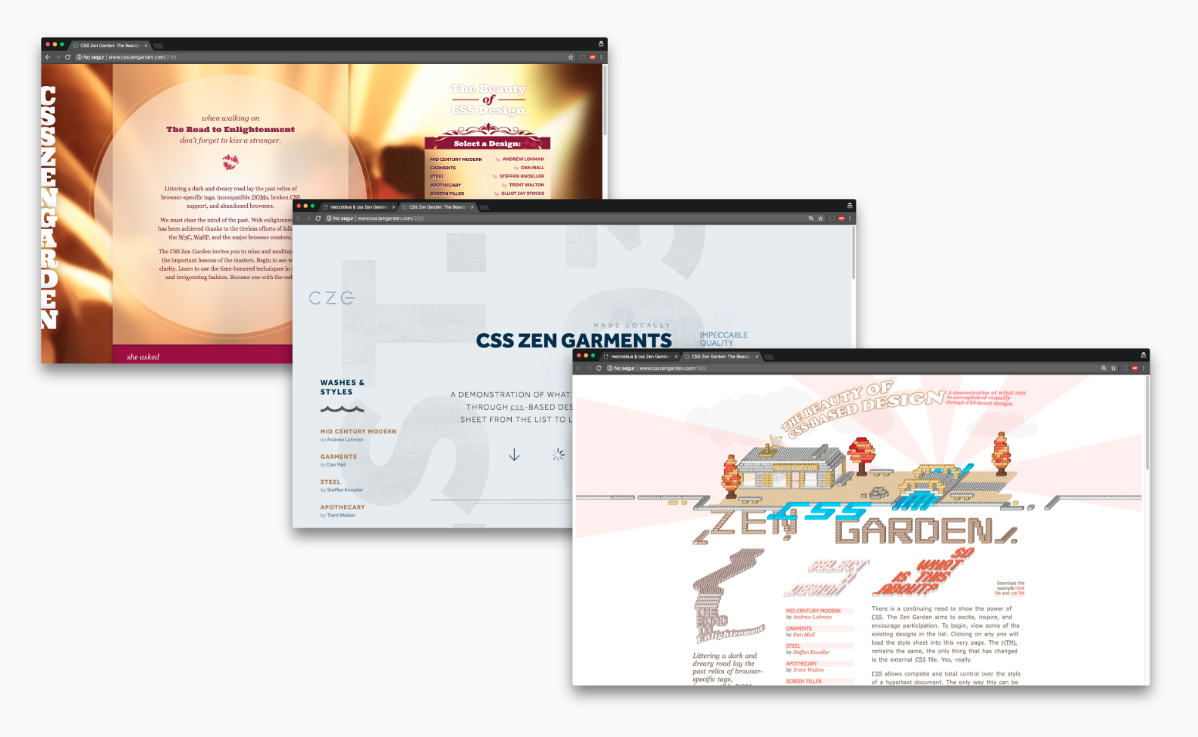 CSS Zen Garden: The Beauty
No segur | www.csszengarden.com
CSS ZEN GARDEN
when walking on
The Road to Enlightenment
don't forget to kiss a stranger.
Littering a dark and dreary road lay the past relics of
browser-specific tags, incompatible DOMs, broken CSS
support, and abandoned browsers.
We must clear the mind of the past. Web enlightenment
has been achieved thanks to the tireless efforts of
the W3C, WaSP, and the major browser creators.
The CSS Zen Garden invites you to relax and
the important lessons of the masters. Begin to see
clarity. Learn to use the time-honored techniques in
and invigorating fashion. Become one with the web
she asked
The Beauty
of
CSS Design
Select a Design:
MID CENTURY MODERN by ANDREW LOHMAN
GARMENTS by DAN MALL
STEEL by STEFFEN KNOELLER
APOTHECARY by TRENT WALTON
SCREEN FILLER by ELLIOT JAY STOCKS
mezzoblue § css Zen Garden
CSS Zen Garden: The Beauty
No segur | www.csszengarden.com
CZG
MADE LOCALLY
CSS ZEN GARMENTS
IMPECCABLE
QUALITY
WASHES &
STYLES
A DEMONSTRATION OF WHAT
THROUGH CSS-BASED DES
SHEET FROM THE LIST TO L
MID CENTURY MODERN
by Andrew Lohman
GARMENTS
by Dan Mall
STEEL
by Steffen Knoeller
APOTHECARY
by Trent Walton
mezzoblue § css Zen Garden
CSS Zen Garden: The Beauty
No segur | www.csszengarden.com
THE BEAUTY OF
CSS-BASED DESIGN
A demonstration of what can
be accomplished visually
through CSS-based design.
ZEN CSS GARDEN
THE
ROAD
TO
Enlightenment
Littering a dark and
dreary road lay the
past relics of browser-
specific tags,
SELECT
A
DESIGN
MID CENTURY MODERN
by Andrew Lohman
GARMENTS
by Dan Mall
STEEL
by Steffen Knoeller
APOTHECARY
by Trent Walton
SCREEN FILLER
SO
WHAT
IS THIS
ABOUT?
Download the
example html
file and css file
There is a continuing need to show the power of
CSS. The Zen Garden aims to excite, inspire, and
encourage participation. To begin, view some of the
existing designs in the list. Clicking on any one will
load the style sheet into this very page. The HTML
remains the same, the only thing that has changed
is the external CSS file. Yes, really.
CSS allows complete and total control over the style
of a hypertext document. The only way this can be